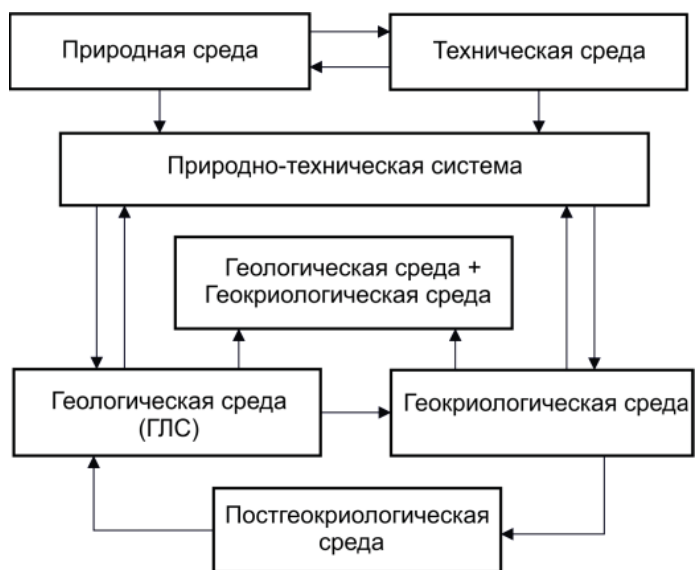 Природная среда
Техническая среда
Природно-техническая система
Геологическая среда +
Геокриологическая среда
Геологическая среда
(ГЛС)
Геокриологическая среда
Постгеокриологическая
среда